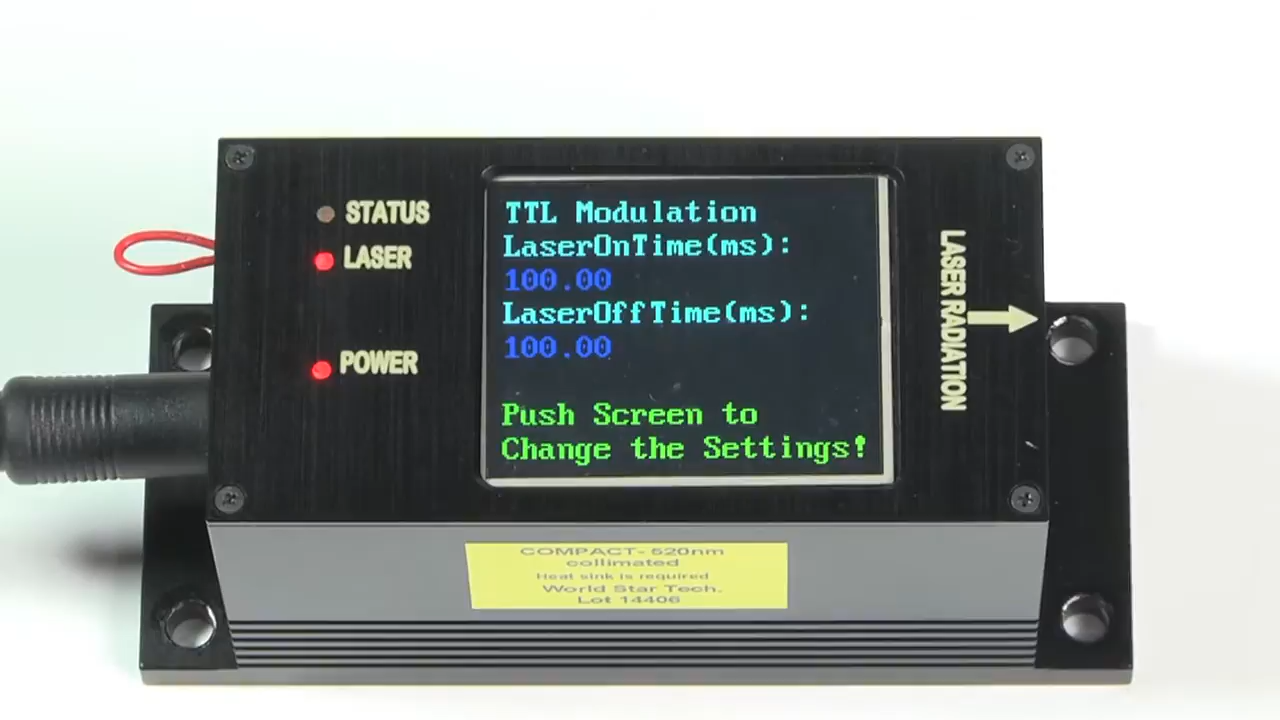 STATUS
LASER
POWER
TTL Modulation
LaserOnTime(ms):
100.00
LaserOffTime(ms):
100.00
Push Screen to
Change the Settings!
LASER RADIATION
COMPACT- 520nm
collimated
Heat sink is required
World Star Tech.
Lot 14406